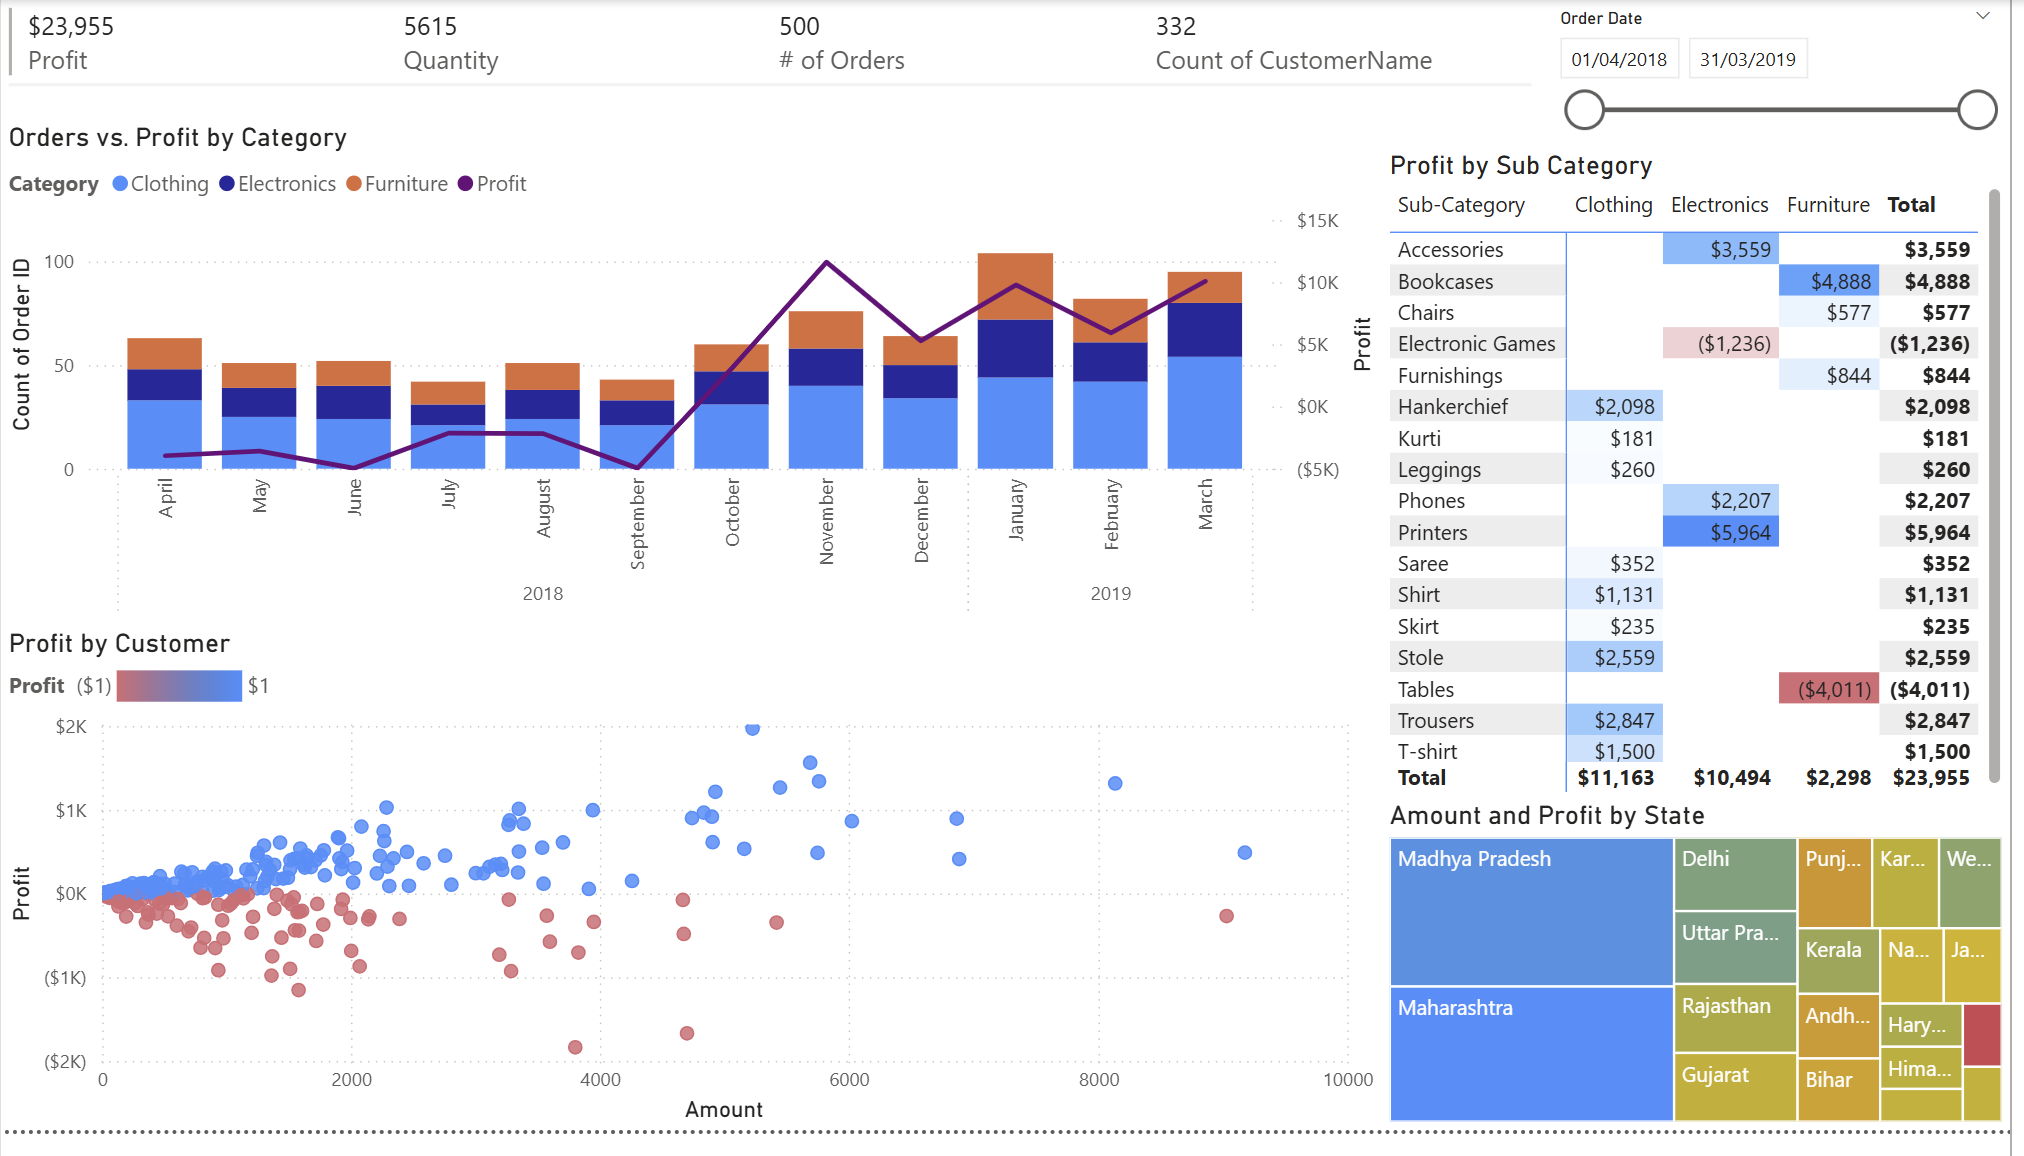 $23,955 5615 500 332
Profit Quantity # of Orders Count of CustomerName
Order Date
01/04/2018 31/03/2019
Orders vs. Profit by Category
Category Clothing Electronics Furniture Profit
Count of Order ID
100
50
0
$15K
$10K
$5K
$0K
($5K)
Profit
April May June July August September October November December January February March
2018 2019
Profit by Customer
Profit ($1) $1
Profit
$2K
$1K
$0K
($1K)
($2K)
0 2000 4000 6000 8000 10000
Amount
Profit by Sub Category
Sub-Category Clothing Electronics Furniture Total
Accessories $3,559 $3,559
Bookcases $4,888 $4,888
Chairs $577 $577
Electronic Games ($1,236) ($1,236)
Furnishings $844 $844
Hankerchief $2,098 $2,098
Kurti $181 $181
Leggings $260 $260
Phones $2,207 $2,207
Printers $5,964 $5,964
Saree $352 $352
Shirt $1,131 $1,131
Skirt $235 $235
Stole $2,559 $2,559
Tables ($4,011) ($4,011)
Trousers $2,847 $2,847
T-shirt $1,500 $1,500
Total $11,163 $10,494 $2,298 $23,955
Amount and Profit by State
Madhya Pradesh
Maharashtra
Delhi
Uttar Pra...
Rajasthan
Gujarat
Punj... Kar... We...
Kerala Na... Ja...
Andh... Hary...
Bihar Hima...